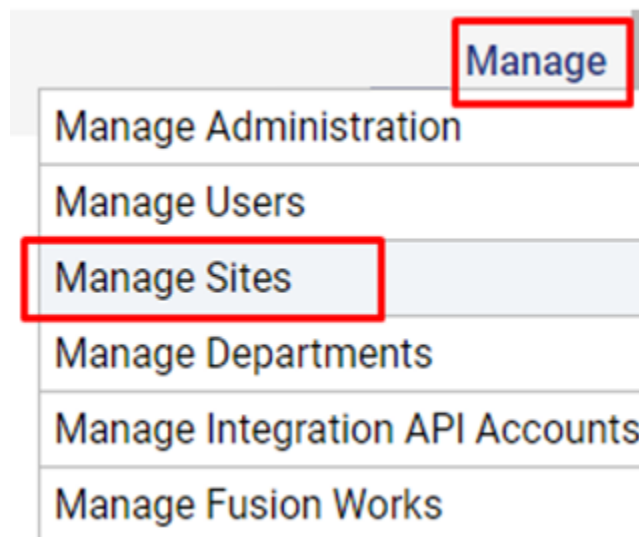 Manage
Manage Administration
Manage Users
Manage Sites
Manage Departments
Manage Integration API Accounts
Manage Fusion Works